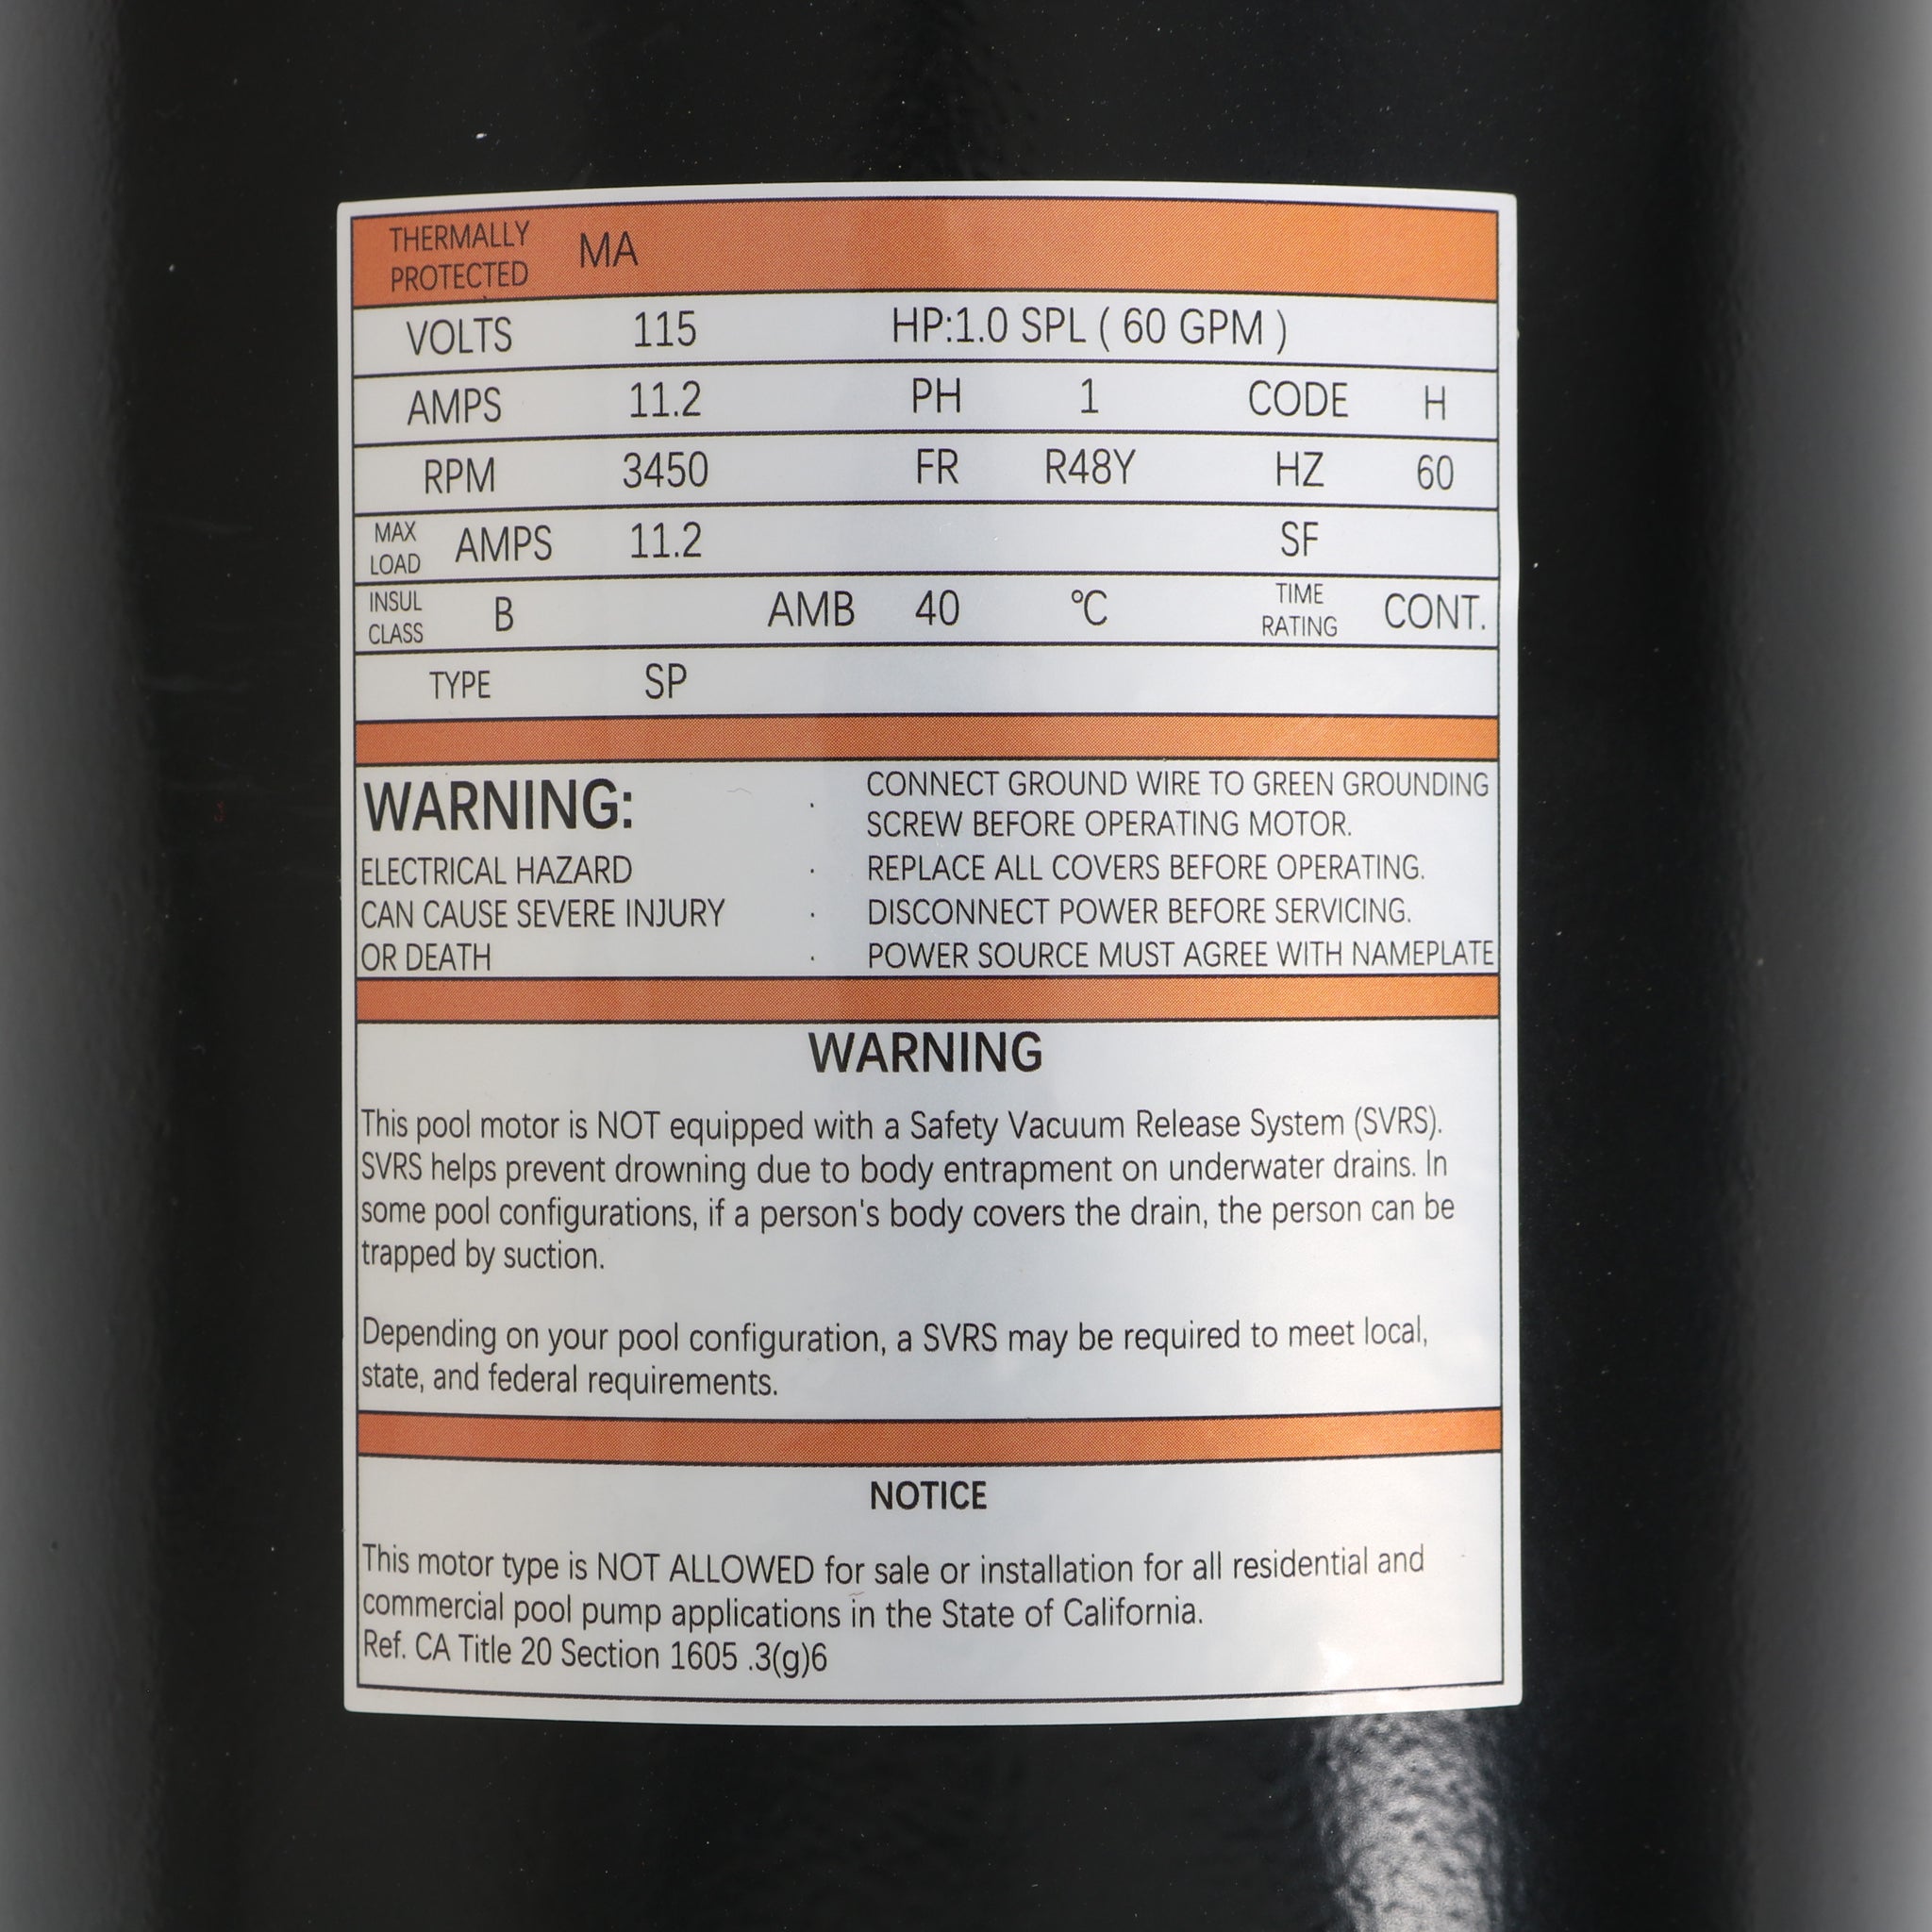 THERMALLY PROTECTED MA
VOLTS 115 HP:1.0 SPL ( 60 GPM )
AMPS 11.2 PH 1 CODE H
RPM 3450 FR R48Y HZ 60
MAX LOAD AMPS 11.2 SF
INSUL CLASS B AMB 40 °C TIME RATING CONT.
TYPE SP
WARNING:
ELECTRICAL HAZARD
CAN CAUSE SEVERE INJURY
OR DEATH
· CONNECT GROUND WIRE TO GREEN GROUNDING
SCREW BEFORE OPERATING MOTOR.
· REPLACE ALL COVERS BEFORE OPERATING.
· DISCONNECT POWER BEFORE SERVICING.
· POWER SOURCE MUST AGREE WITH NAMEPLATE
WARNING
This pool motor is NOT equipped with a Safety Vacuum Release System (SVRS).
SVRS helps prevent drowning due to body entrapment on underwater drains. In
some pool configurations, if a person's body covers the drain, the person can be
trapped by suction.
Depending on your pool configuration, a SVRS may be required to meet local,
state, and federal requirements.
NOTICE
This motor type is NOT ALLOWED for sale or installation for all residential and
commercial pool pump applications in the State of California.
Ref. CA Title 20 Section 1605 .3(g)6